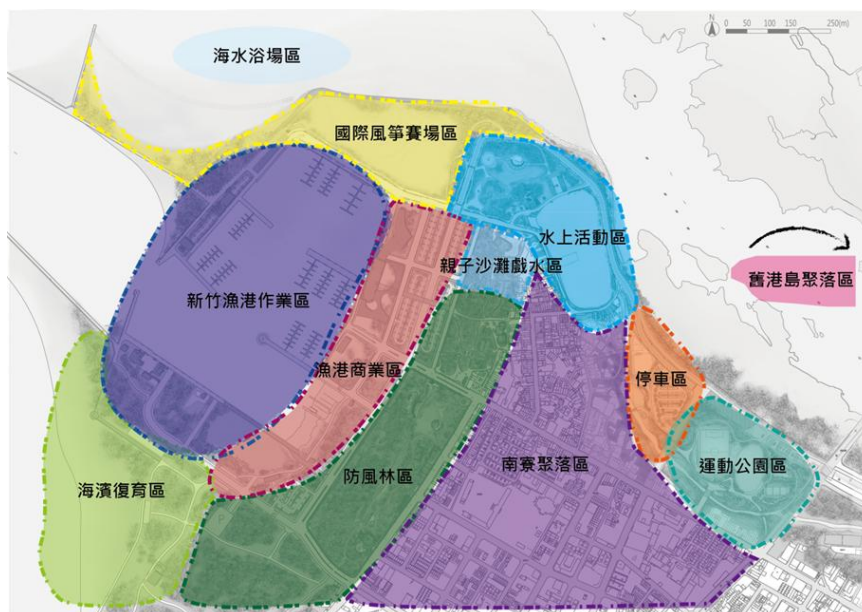 N
0 50 100 150 250(m)
海水浴場區
國際風箏賽場區
水上活動區
親子沙灘戲水區
舊港島聚落區
新竹漁港作業區
漁港商業區
停車區
防風林區
南寮聚落區
運動公園區
海濱復育區